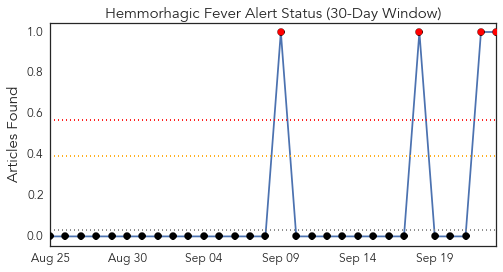 Hemmorhagic Fever Alert Status (30-Day Window)
Articles Found
1.0
0.8
0.6
0.4
0.2
0.0
Aug 25 Aug 30 Sep 04 Sep 09 Sep 14 Sep 19